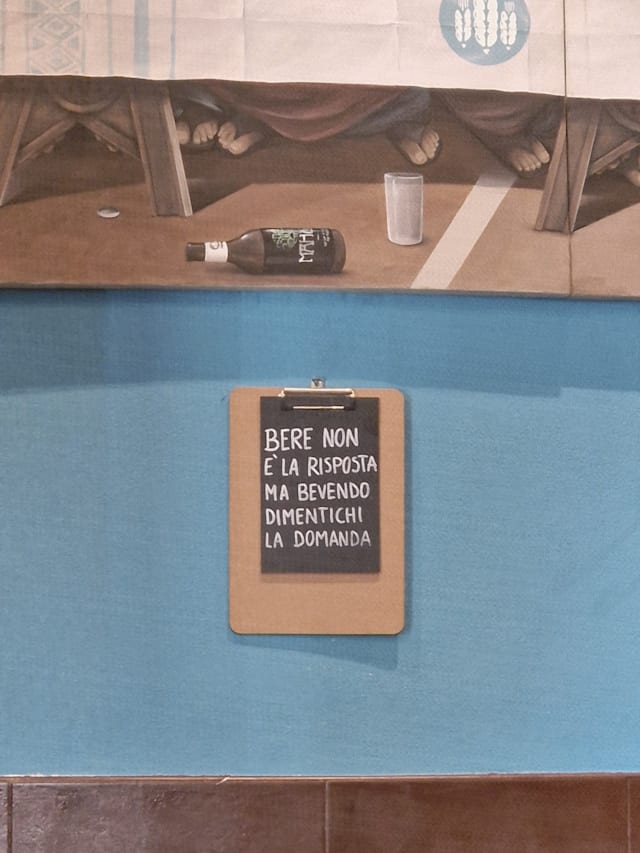 BERE NON
È LA RISPOSTA
MA BEVENDO
DIMENTICHI
LA DOMANDA